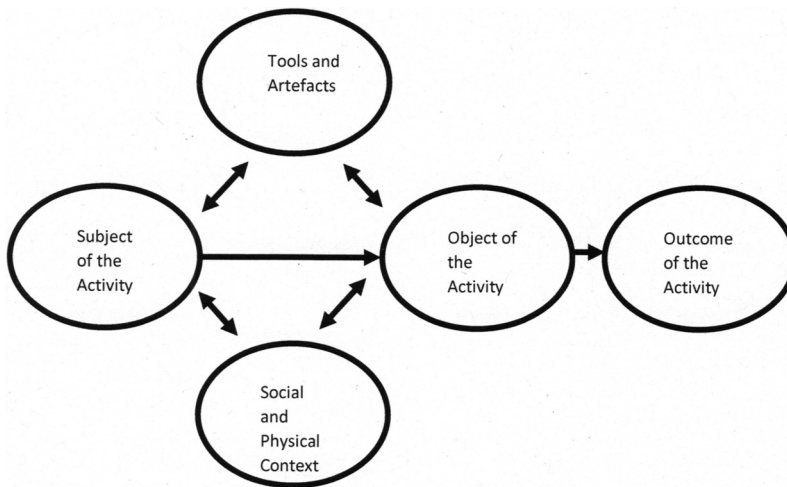 Tools and
Artefacts
Subject
of the
Activity
Object of
the
Activity
Outcome
of the
Activity
Social
and
Physical
Context